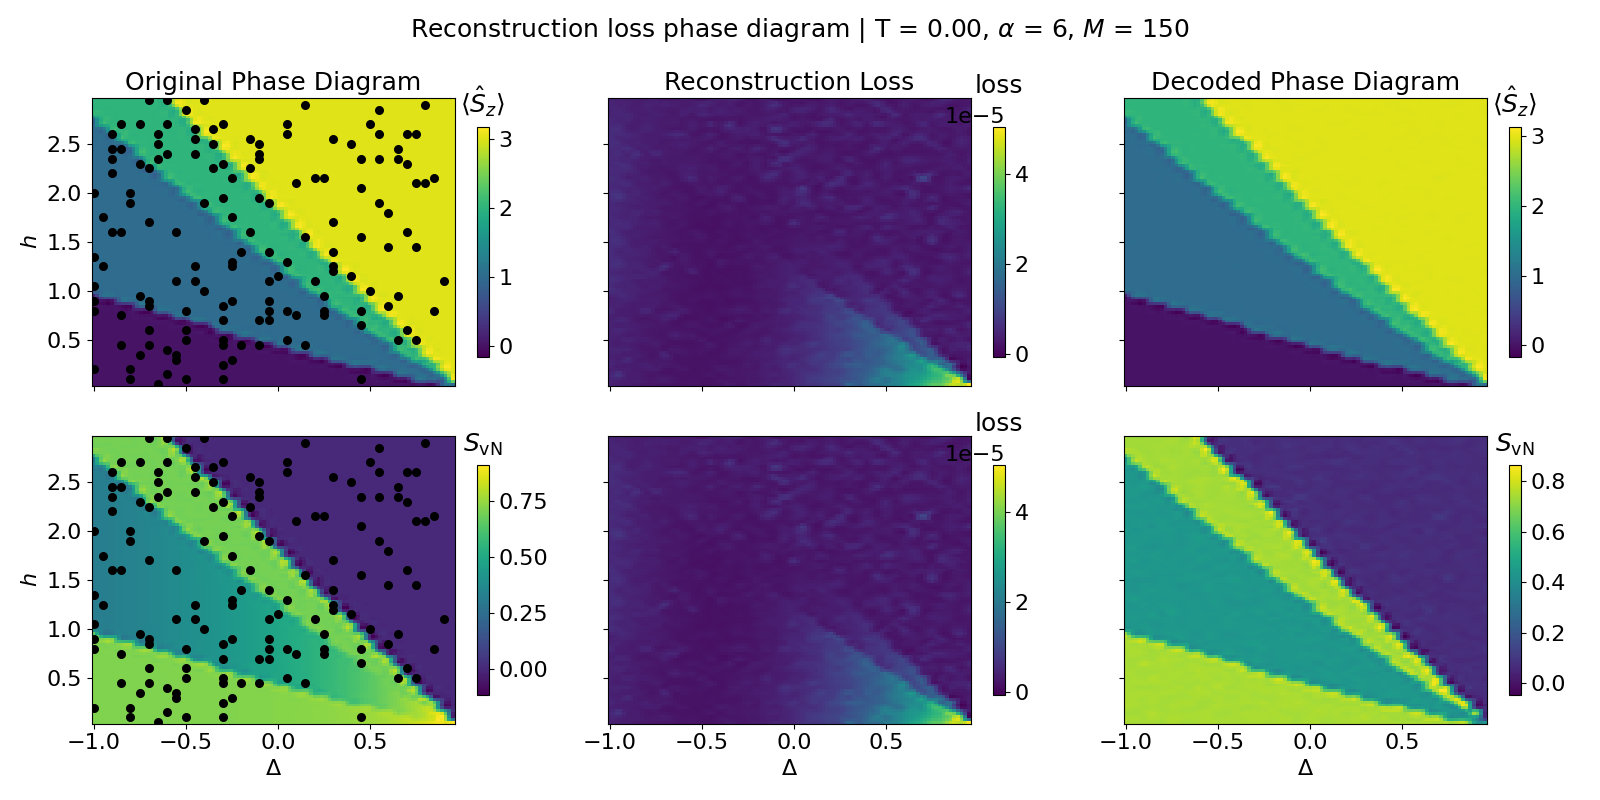 Reconstruction loss phase diagram | T = 0.00, α = 6, M = 150
Original Phase Diagram
⟨Ŝz⟩
Reconstruction Loss
loss
1e−5
Decoded Phase Diagram
⟨Ŝz⟩
h
2.5
2.0
1.5
1.0
0.5
3
2
1
0
4
2
0
3
2
1
0
SvN
loss
1e−5
SvN
h
2.5
2.0
1.5
1.0
0.5
0.75
0.50
0.25
0.00
4
2
0
0.8
0.6
0.4
0.2
0.0
−1.0 −0.5 0.0 0.5
Δ
−1.0 −0.5 0.0 0.5
Δ
−1.0 −0.5 0.0 0.5
Δ